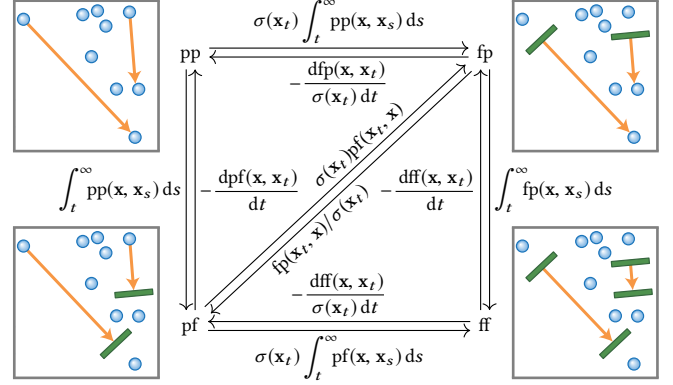 σ(x_t) ∫_t^∞ pp(x, x_s) ds
pp
fp
− dfp(x, x_t) / σ(x_t) dt
∫_t^∞ pp(x, x_s) ds
− dpf(x, x_t) / dt
σ(x_t)pf(x_t, x)
fp(x_t, x)/σ(x_t)
− dff(x, x_t) / dt
∫_t^∞ fp(x, x_s) ds
− dff(x, x_t) / σ(x_t) dt
pf
ff
σ(x_t) ∫_t^∞ pf(x, x_s) ds